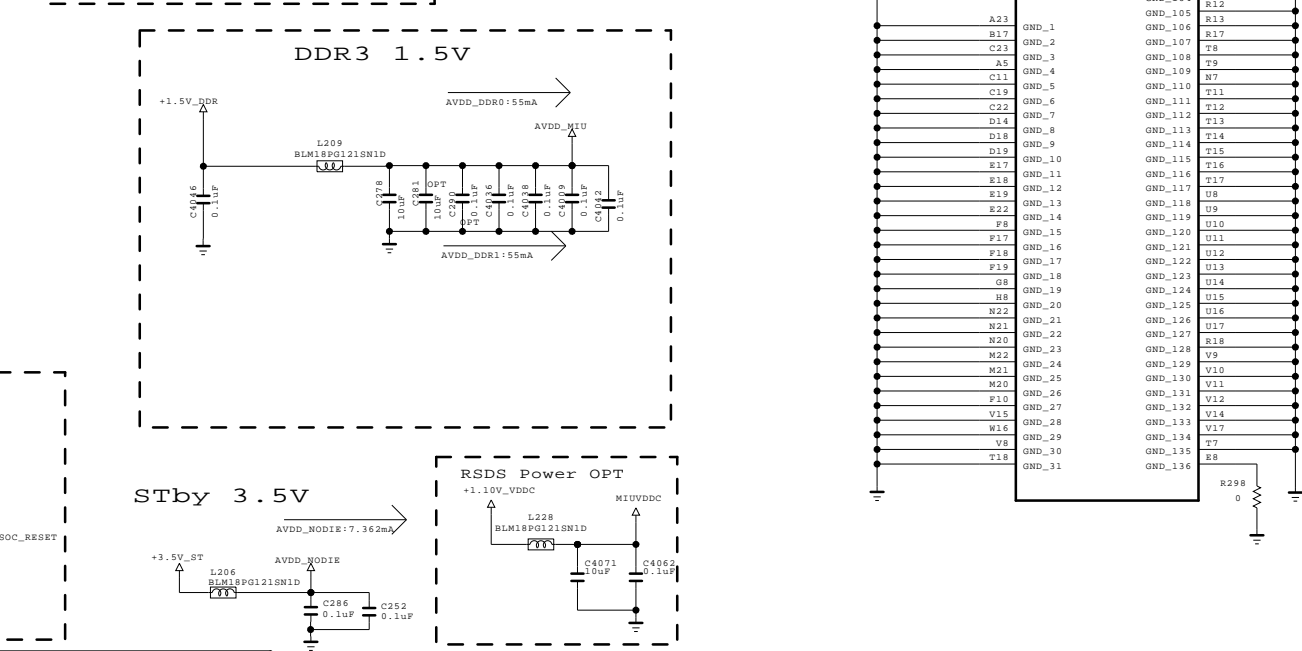 DDR3 1.5V
+1.5V_DDR
AVDD_DDR0:55mA
AVDD_MIU
L209
BLM18PG121SN1D
C4046
0.1uF
C278
10uF
C281
10uF
OPT
C290
0.1uF
OPT
C4036
0.1uF
C4038
0.1uF
C4009
0.1uF
C4042
0.1uF
AVDD_DDR1:55mA
SOC_RESET
STby 3.5V
AVDD_NODIE:7.362mA
+3.5V_ST
AVDD_NODIE
L206
BLM18PG121SN1D
C286
0.1uF
C252
0.1uF
RSDS Power OPT
+1.10V_VDDC
MIUVDDC
L228
BLM18PG121SN1D
C4071
10uF
C4062
0.1uF
A23 GND_1
B17 GND_2
C23 GND_3
A5 GND_4
C11 GND_5
C19 GND_6
C22 GND_7
D14 GND_8
D18 GND_9
D19 GND_10
E17 GND_11
E18 GND_12
E19 GND_13
E22 GND_14
F8 GND_15
F17 GND_16
F18 GND_17
F19 GND_18
G8 GND_19
H8 GND_20
N22 GND_21
N21 GND_22
N20 GND_23
M22 GND_24
M21 GND_25
M20 GND_26
F10 GND_27
V15 GND_28
W16 GND_29
V8 GND_30
T18 GND_31
GND_105 R12
GND_106 R13
GND_107 R17
GND_108 T8
GND_109 T9
GND_110 N7
GND_111 T11
GND_112 T12
GND_113 T13
GND_114 T14
GND_115 T15
GND_116 T16
GND_117 T17
GND_118 U8
GND_119 U9
GND_120 U10
GND_121 U11
GND_122 U12
GND_123 U13
GND_124 U14
GND_125 U15
GND_126 U16
GND_127 U17
GND_128 R18
GND_129 V9
GND_130 V10
GND_131 V11
GND_132 V12
GND_133 V14
GND_134 V17
GND_135 T7
GND_136 E8
R298
0